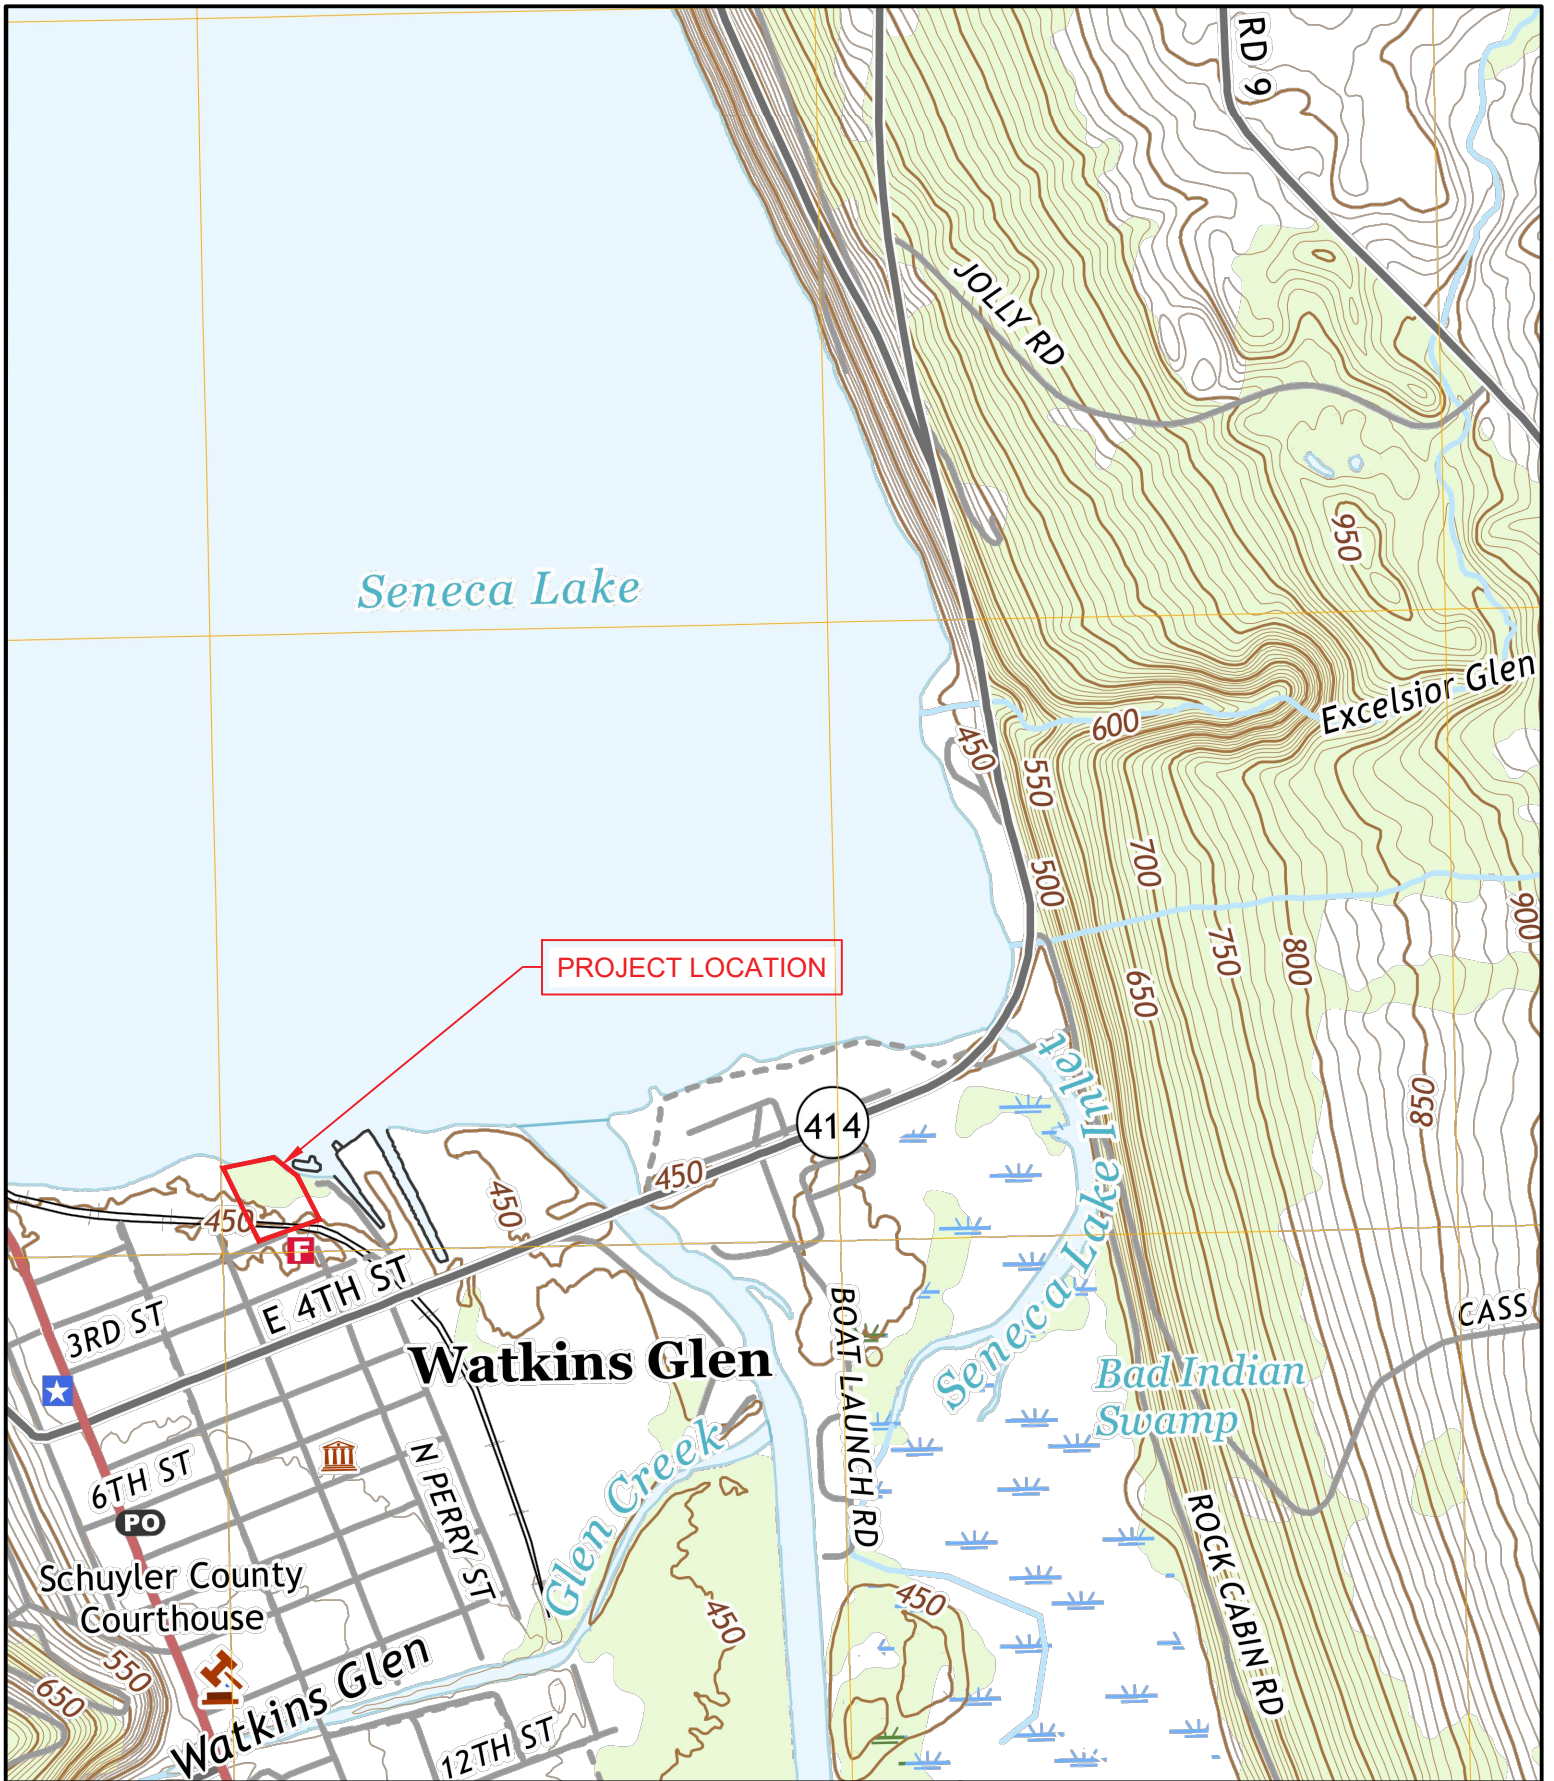 RD 9
JOLLY RD
950
Seneca Lake
Excelsior Glen
600
450
550
500
700
900
750
800
650
PROJECT LOCATION
850
Seneca Lake Inlet
414
450
450
450
F
E 4TH ST
3RD ST
CASS
BOAT LAUNCH RD
Watkins Glen
Bad Indian
Swamp
Glen Creek
N PERRY ST
6TH ST
PO
ROCK CABIN RD
Schuyler County
Courthouse
450
450
550
650
Watkins Glen
12TH ST